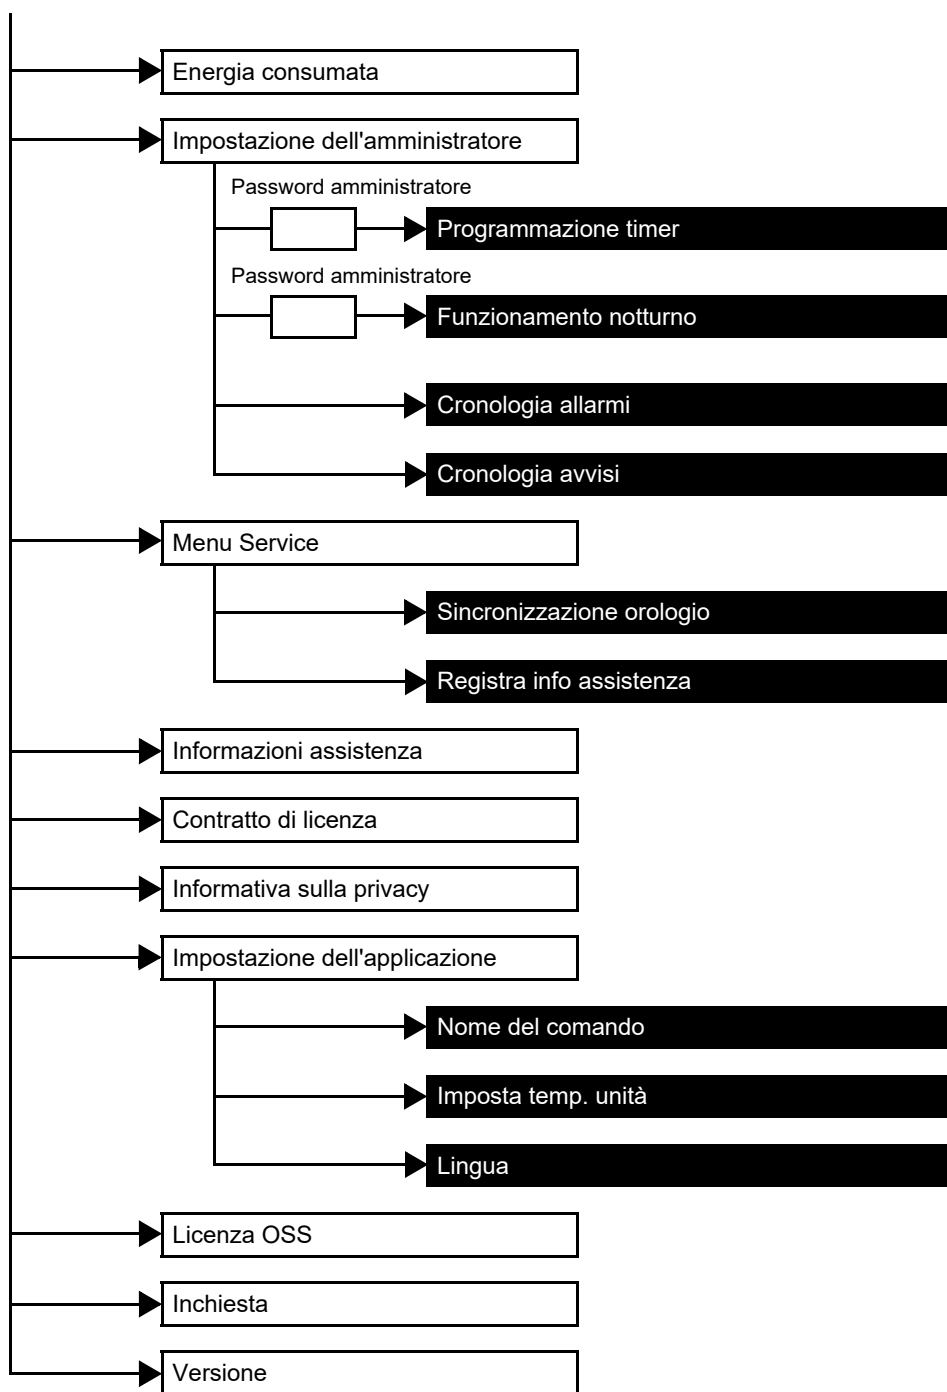 Energia consumata
Impostazione dell'amministratore
Password amministratore
Programmazione timer
Password amministratore
Funzionamento notturno
Cronologia allarmi
Cronologia avvisi
Menu Service
Sincronizzazione orologio
Registra info assistenza
Informazioni assistenza
Contratto di licenza
Informativa sulla privacy
Impostazione dell'applicazione
Nome del comando
Imposta temp. unità
Lingua
Licenza OSS
Inchiesta
Versione